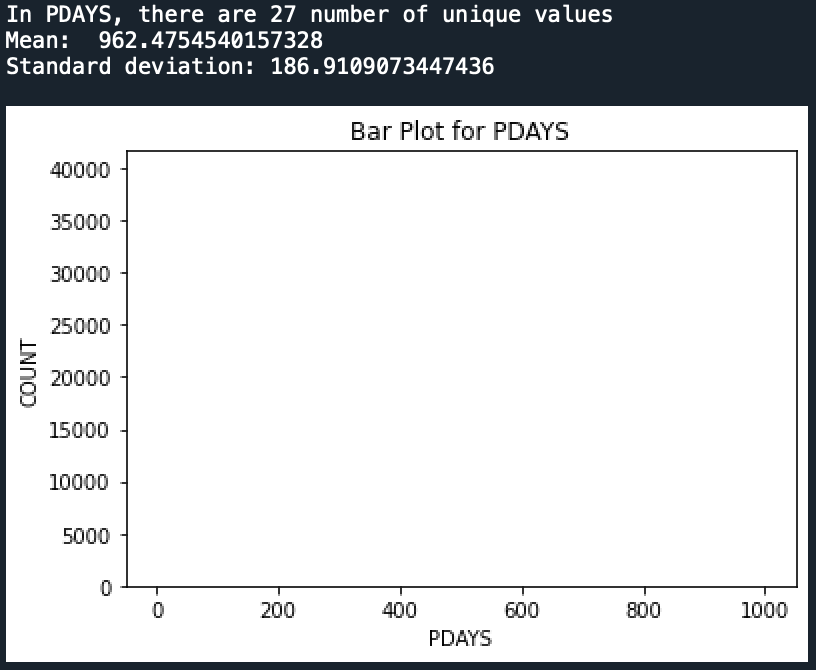 In PDAYS, there are 27 number of unique values
Mean:  962.4754540157328
Standard deviation: 186.9109073447436
Bar Plot for PDAYS
40000
35000
30000
25000
20000
15000
10000
5000
0
COUNT
0 200 400 600 800 1000
PDAYS